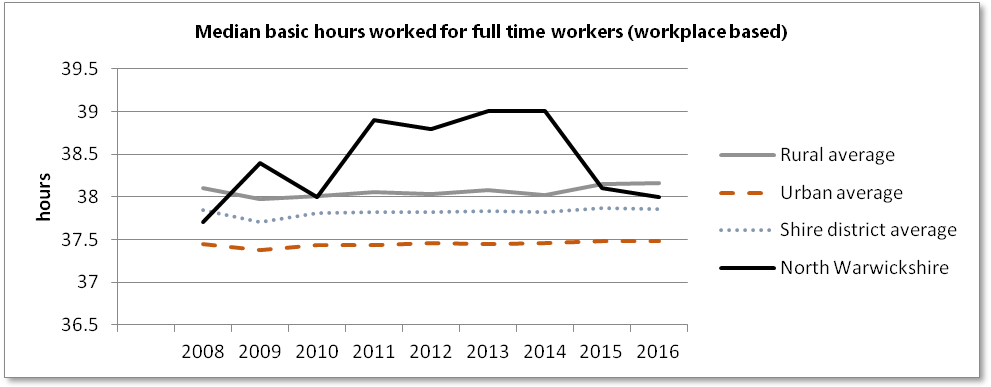 Median basic hours worked for full time workers (workplace based)
hours
39.5
39
38.5
38
37.5
37
36.5
2008 2009 2010 2011 2012 2013 2014 2015 2016
Rural average
Urban average
Shire district average
North Warwickshire